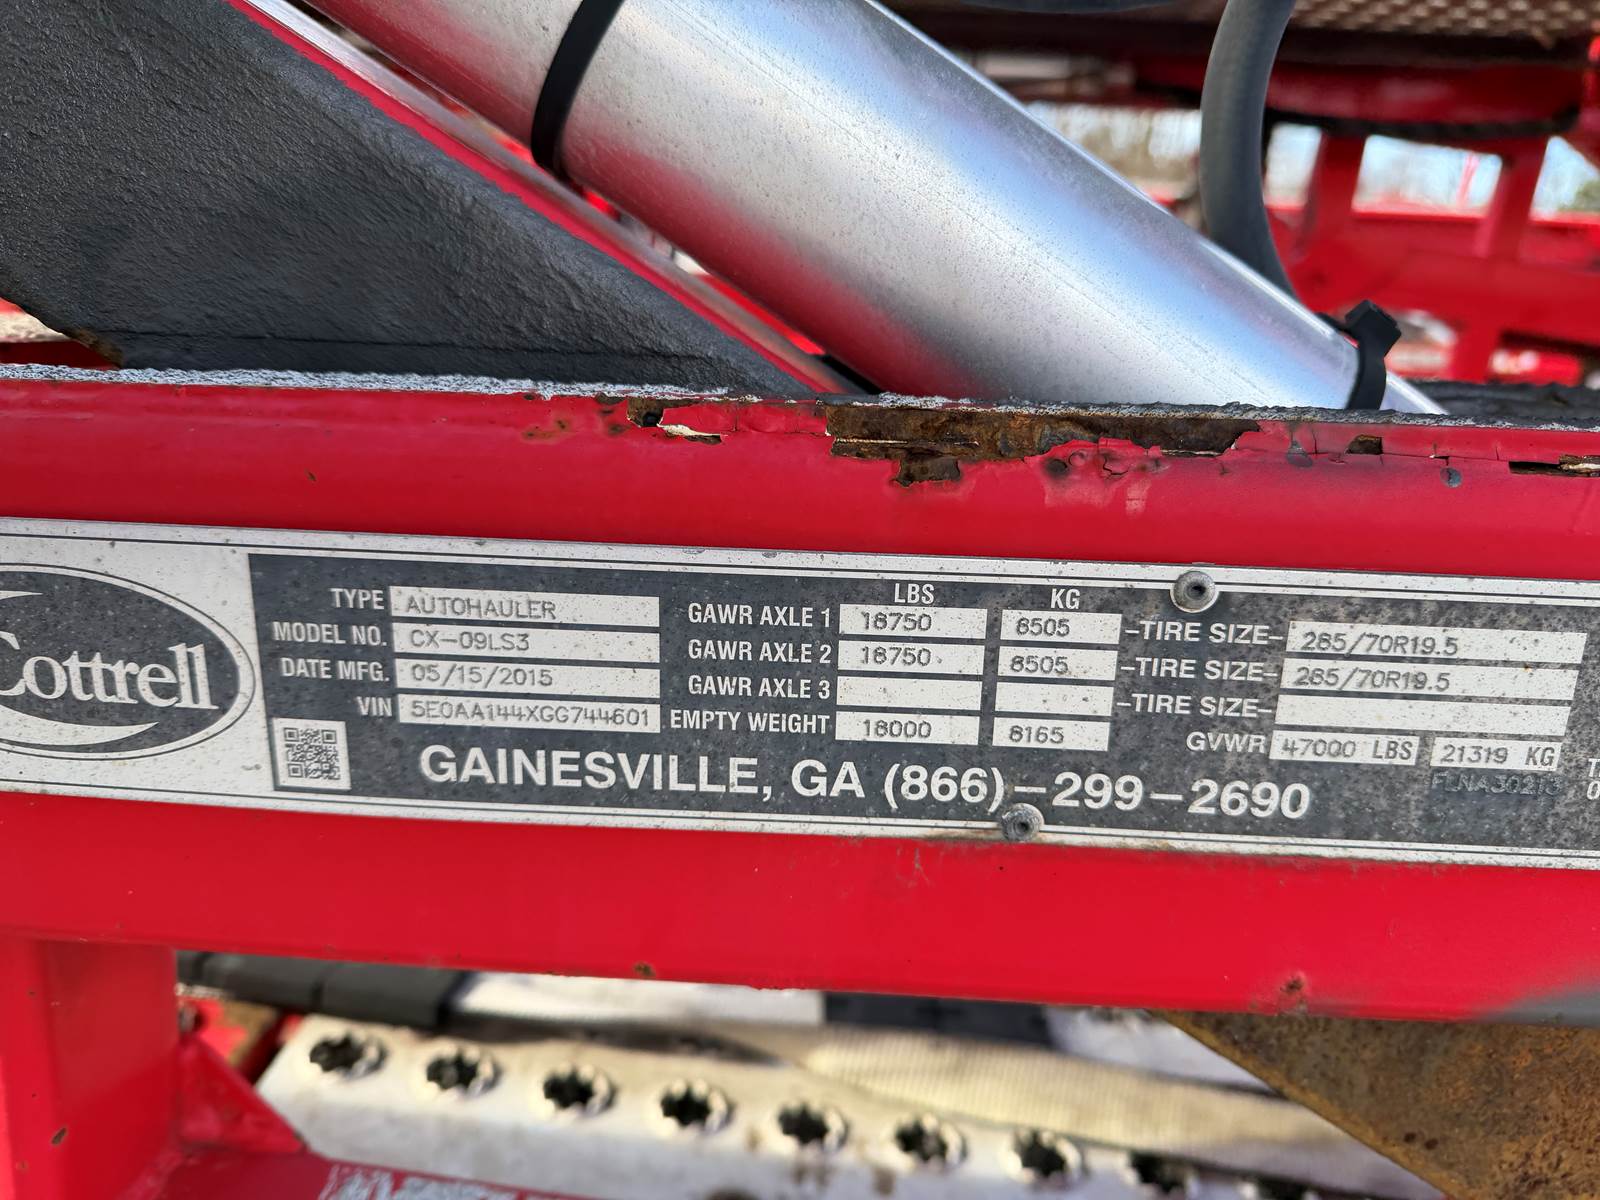 Cottrell
TYPE AUTOHAULER
MODEL NO. CX-09LS3
DATE MFG. 05/15/2015
VIN 5E0AA144XGG744601
LBS KG
GAWR AXLE 1 18750 8505 -TIRE SIZE- 285/70R19.5
GAWR AXLE 2 18750 8505 -TIRE SIZE- 285/70R19.5
GAWR AXLE 3 -TIRE SIZE-
EMPTY WEIGHT 18000 8165 GVWR 47000 LBS 21319 KG
GAINESVILLE, GA (866)-299-2690